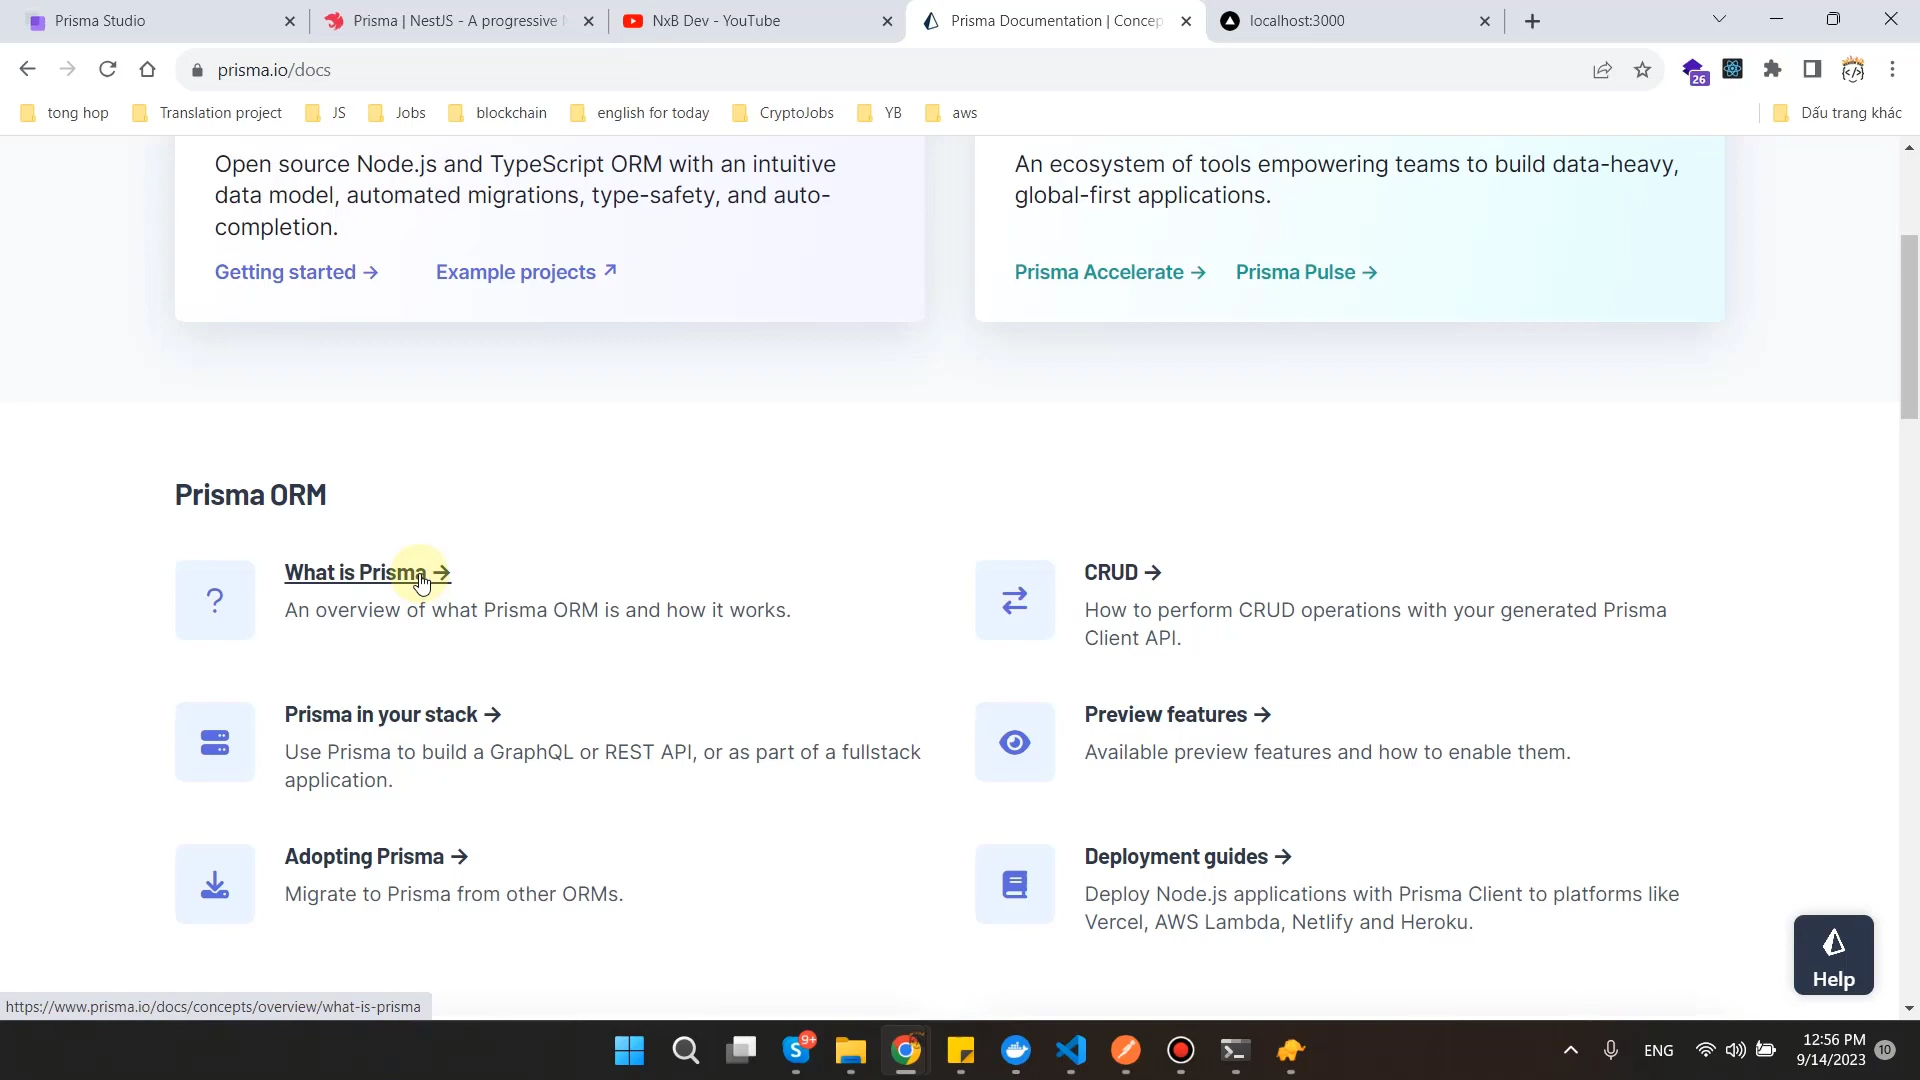 Prisma Studio
Prisma | NestJS - A progressive
NxB Dev - YouTube
Prisma Documentation | Concep
localhost:3000
prisma.io/docs
26
tong hop
Translation project
JS
Jobs
blockchain
english for today
CryptoJobs
YB
aws
Dấu trang khác
Open source Node.js and TypeScript ORM with an intuitive
data model, automated migrations, type-safety, and auto-
completion.
Getting started →
Example projects ↗
An ecosystem of tools empowering teams to build data-heavy,
global-first applications.
Prisma Accelerate →
Prisma Pulse →
Prisma ORM
?
What is Prisma →
An overview of what Prisma ORM is and how it works.
CRUD →
How to perform CRUD operations with your generated Prisma
Client API.
Prisma in your stack →
Use Prisma to build a GraphQL or REST API, or as part of a fullstack
application.
Preview features →
Available preview features and how to enable them.
Adopting Prisma →
Migrate to Prisma from other ORMs.
Deployment guides →
Deploy Node.js applications with Prisma Client to platforms like
Vercel, AWS Lambda, Netlify and Heroku.
Help
https://www.prisma.io/docs/concepts/overview/what-is-prisma
S
9+
ENG
12:56 PM
9/14/2023
10